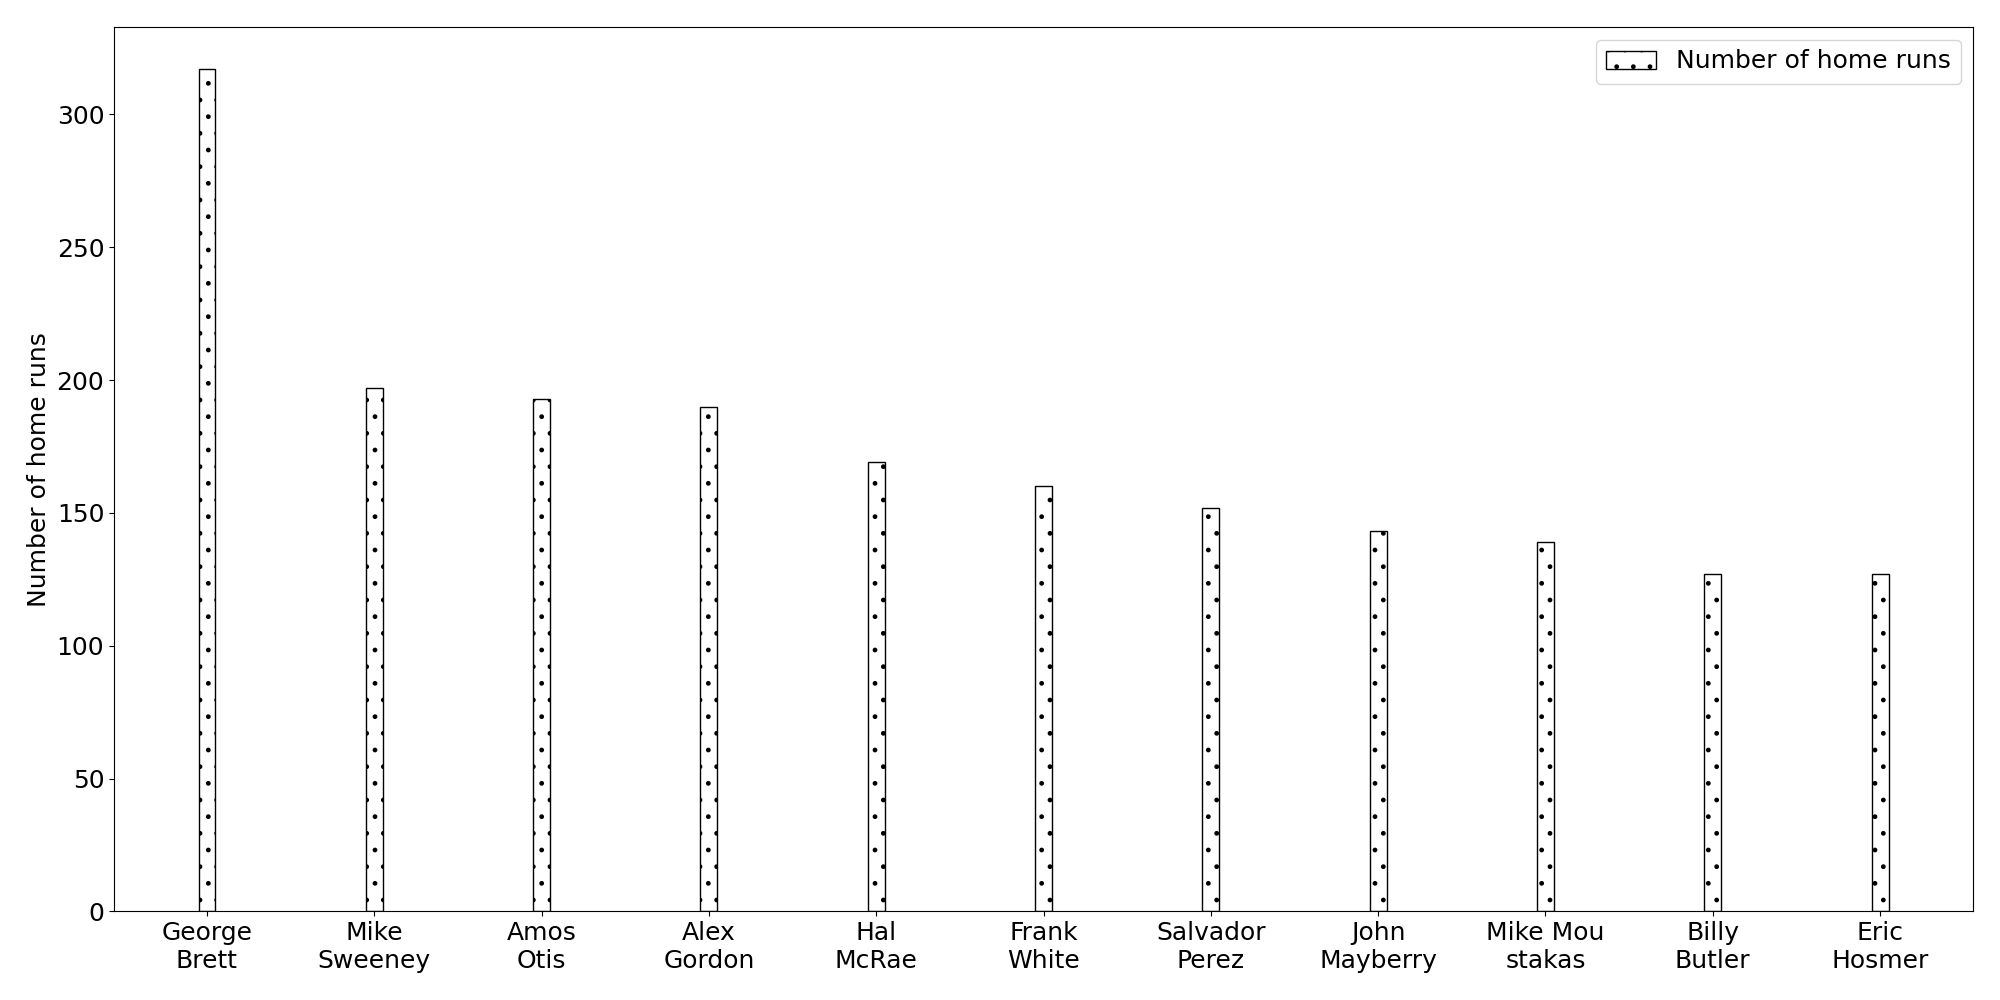 Number of home runs
300
250
200
150
100
50
0
Number of home runs
George
Brett
Mike
Sweeney
Amos
Otis
Alex
Gordon
Hal
McRae
Frank
White
Salvador
Perez
John
Mayberry
Mike Mou
stakas
Billy
Butler
Eric
Hosmer